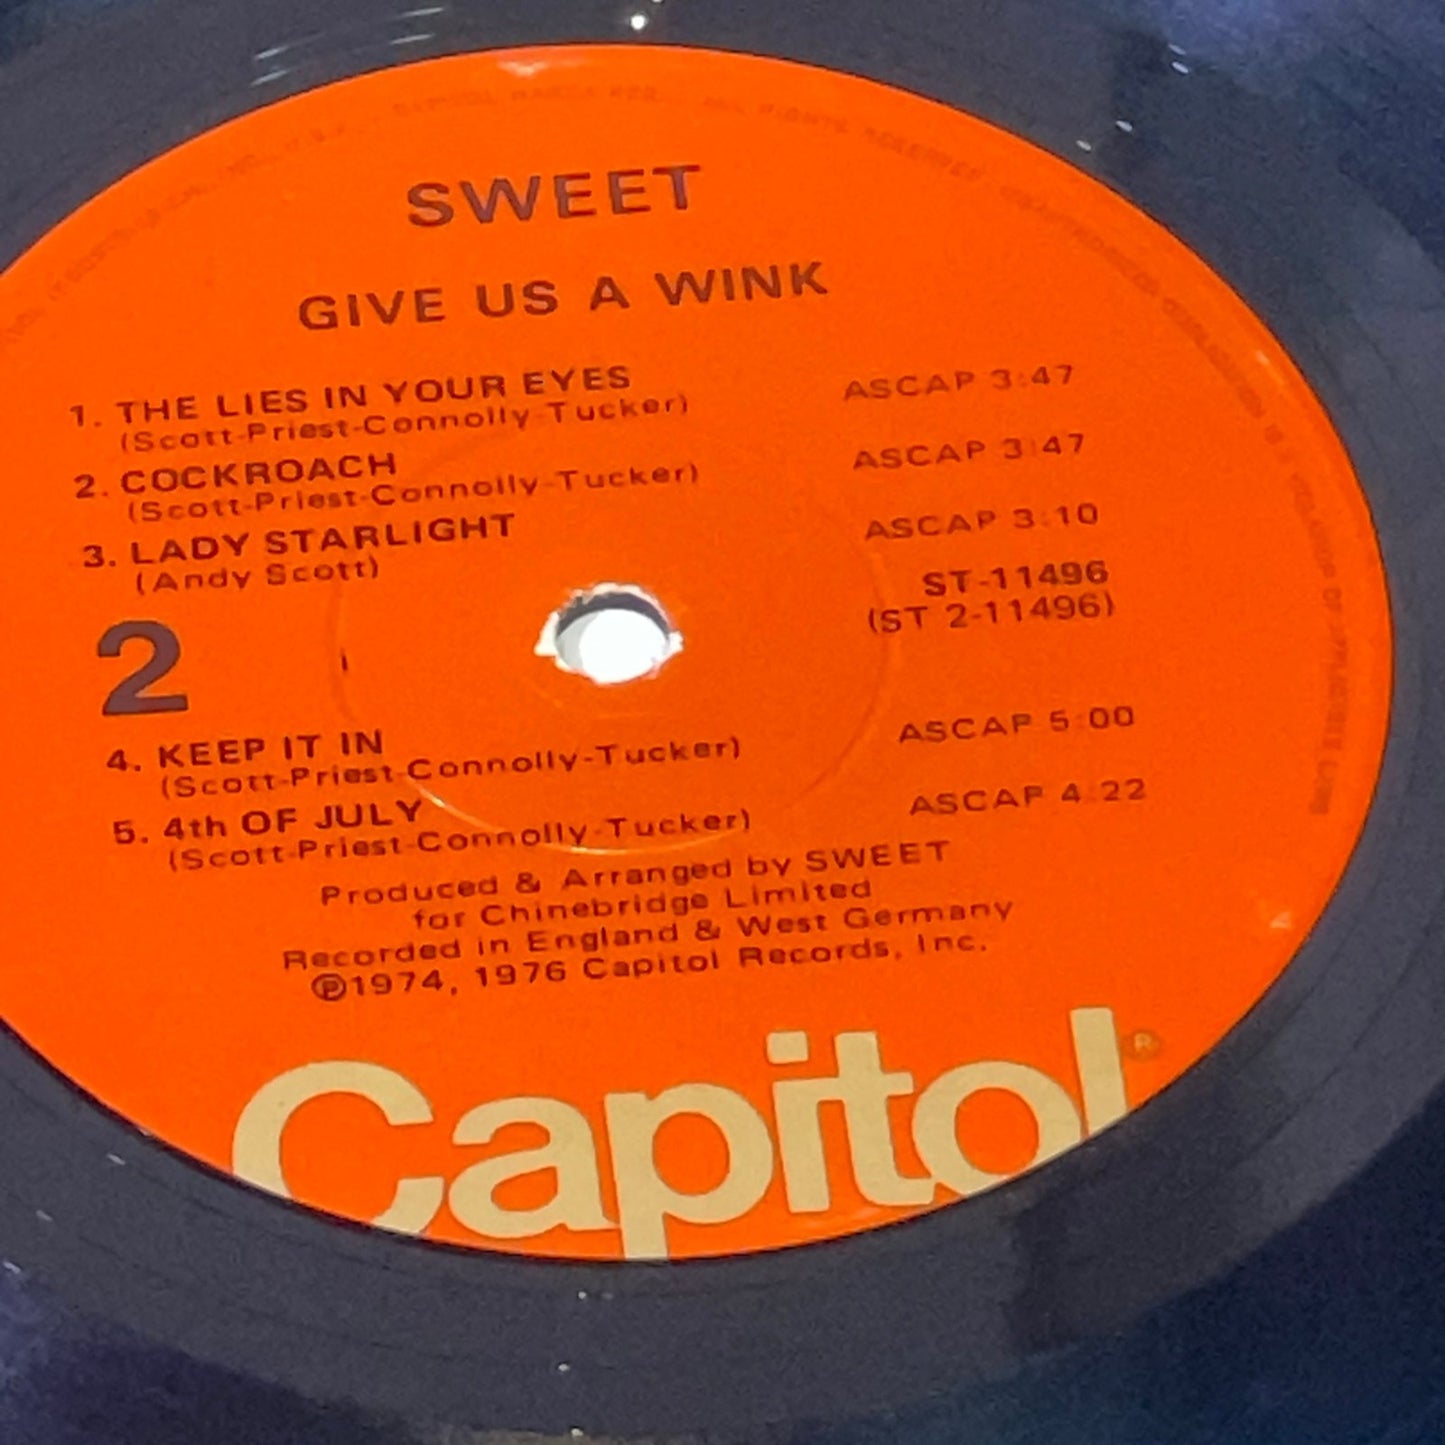 SWEET
GIVE US A WINK
1. THE LIES IN YOUR EYES ASCAP 3:47
(Scott-Priest-Connolly-Tucker)
2. COCKROACH ASCAP 3:47
(Scott-Priest-Connolly-Tucker)
3. LADY STARLIGHT ASCAP 3:10
(Andy Scott)
ST-11496
(ST 2-11496)
2
4. KEEP IT IN ASCAP 5:00
(Scott-Priest-Connolly-Tucker)
5. 4th OF JULY ASCAP 4:22
(Scott-Priest-Connolly-Tucker)
Produced & Arranged by SWEET
for Chinebridge Limited
Recorded in England & West Germany
℗1974, 1976 Capitol Records, Inc.
Capitol®